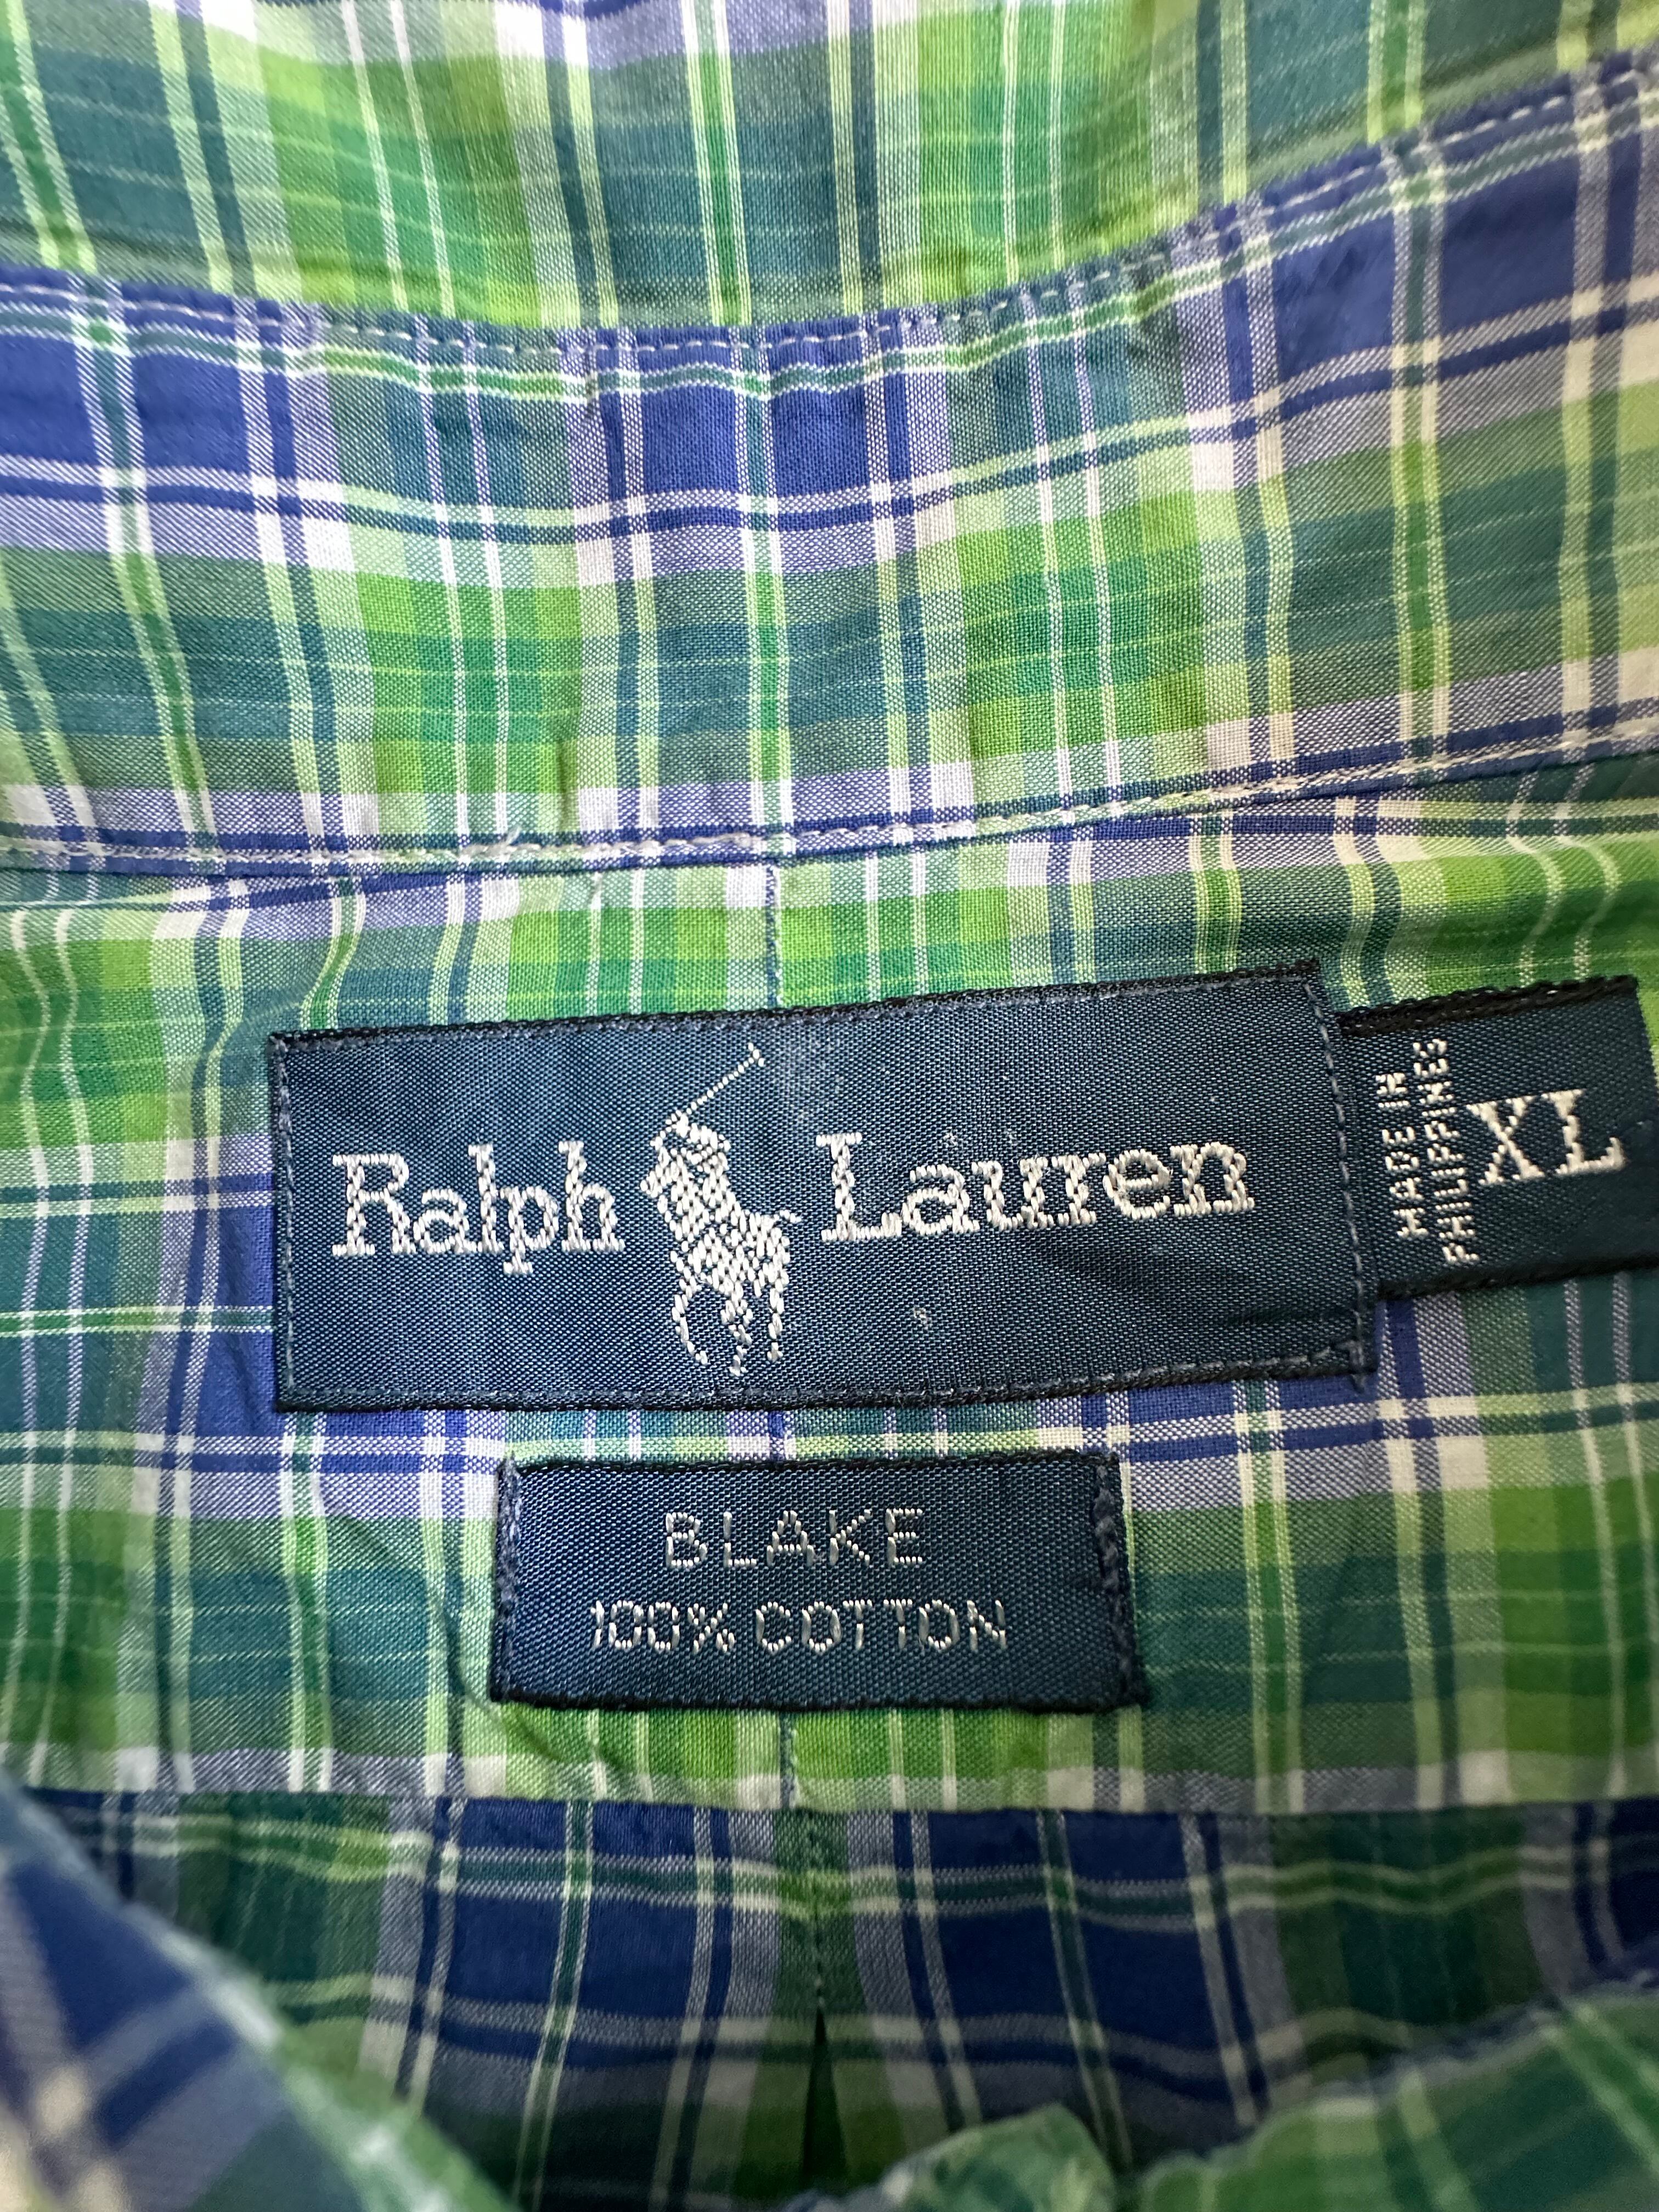 Ralph Lauren
MADE IN
PHILIPPINES
XL
BLAKE
100% COTTON